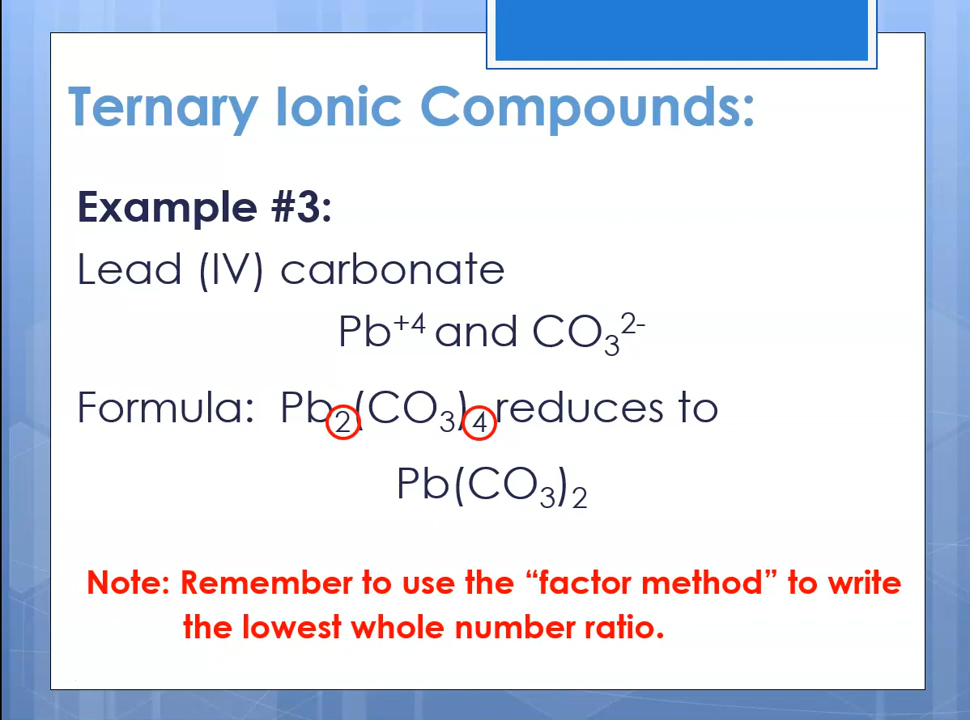 Ternary Ionic Compounds:
Example #3:
Lead (IV) carbonate
Pb⁺⁴ and CO₃²⁻
Formula: Pb₂(CO₃)₄ reduces to
Pb(CO₃)₂
Note: Remember to use the “factor method” to write
the lowest whole number ratio.